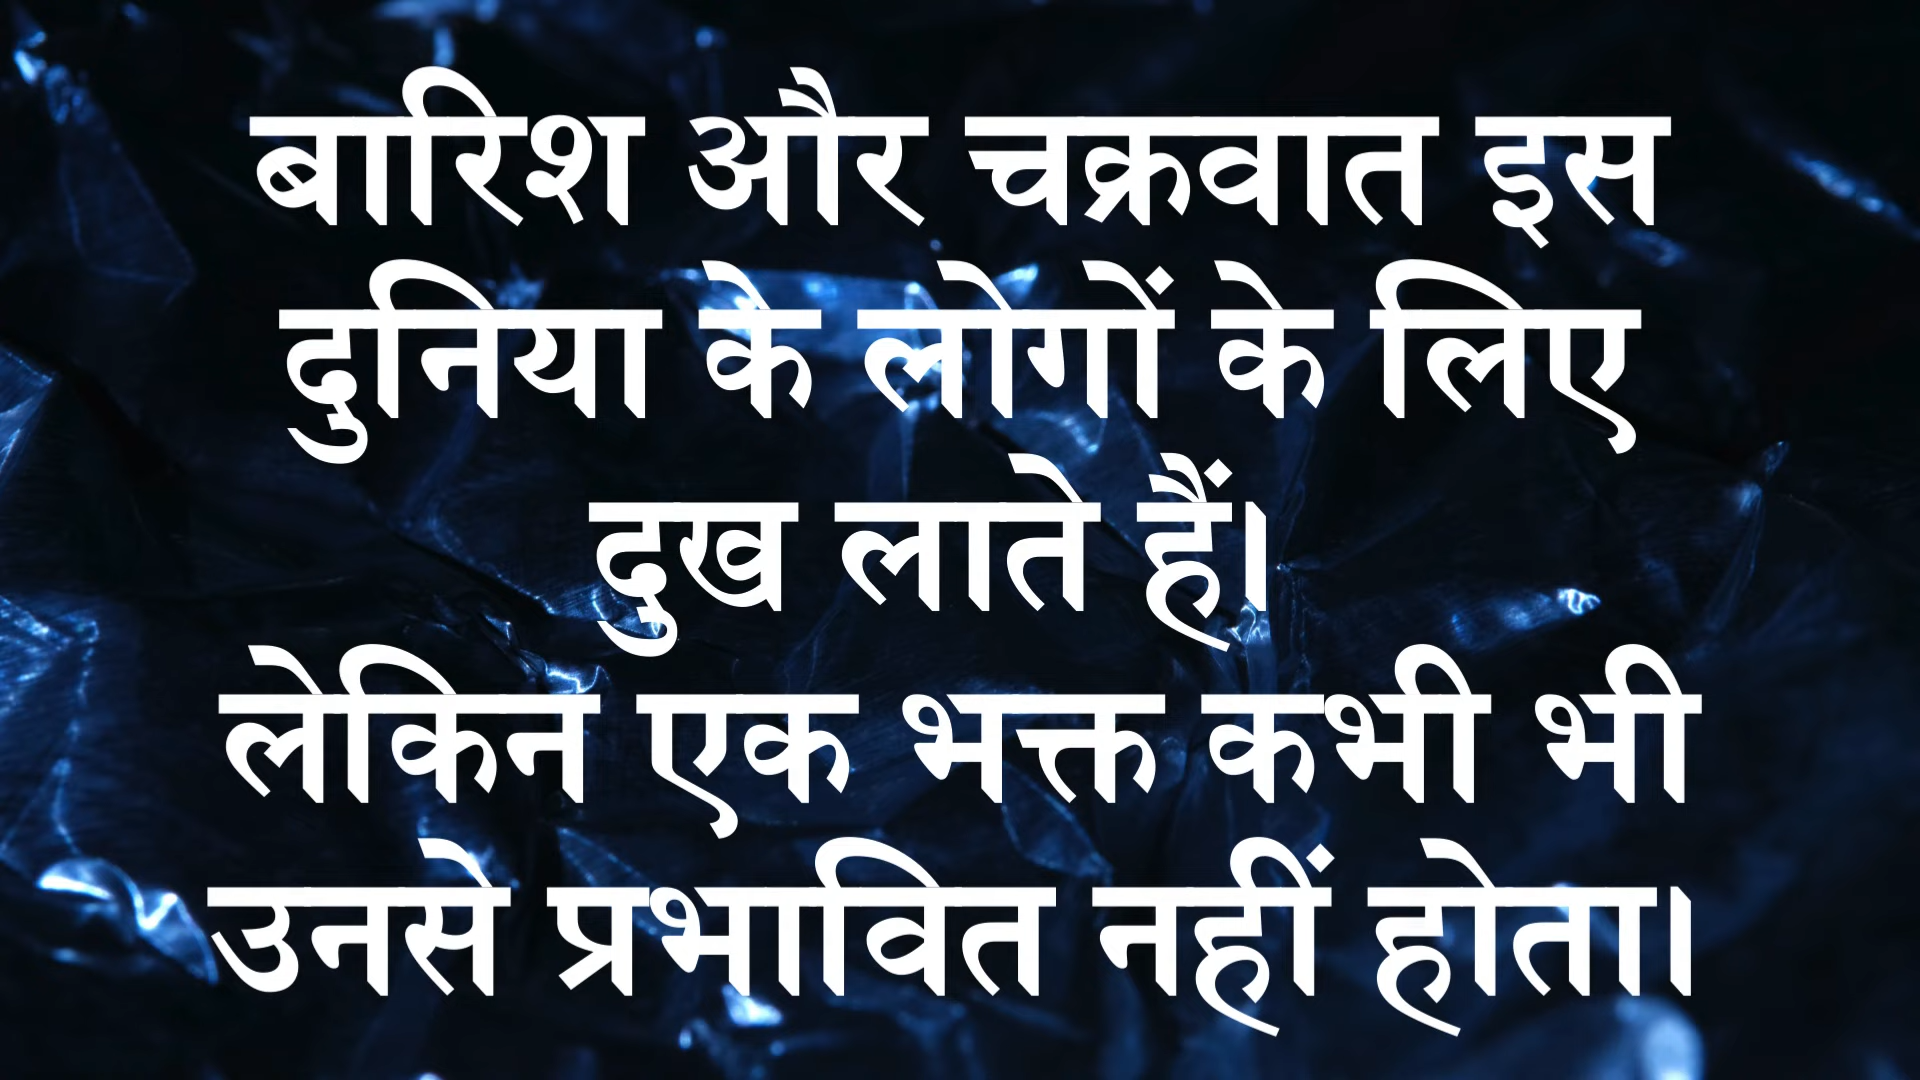 बारिश और चक्रवात इस
दुनिया के लोगों के लिए
दुख लाते हैं।
लेकिन एक भक्त कभी भी
उनसे प्रभावित नहीं होता।